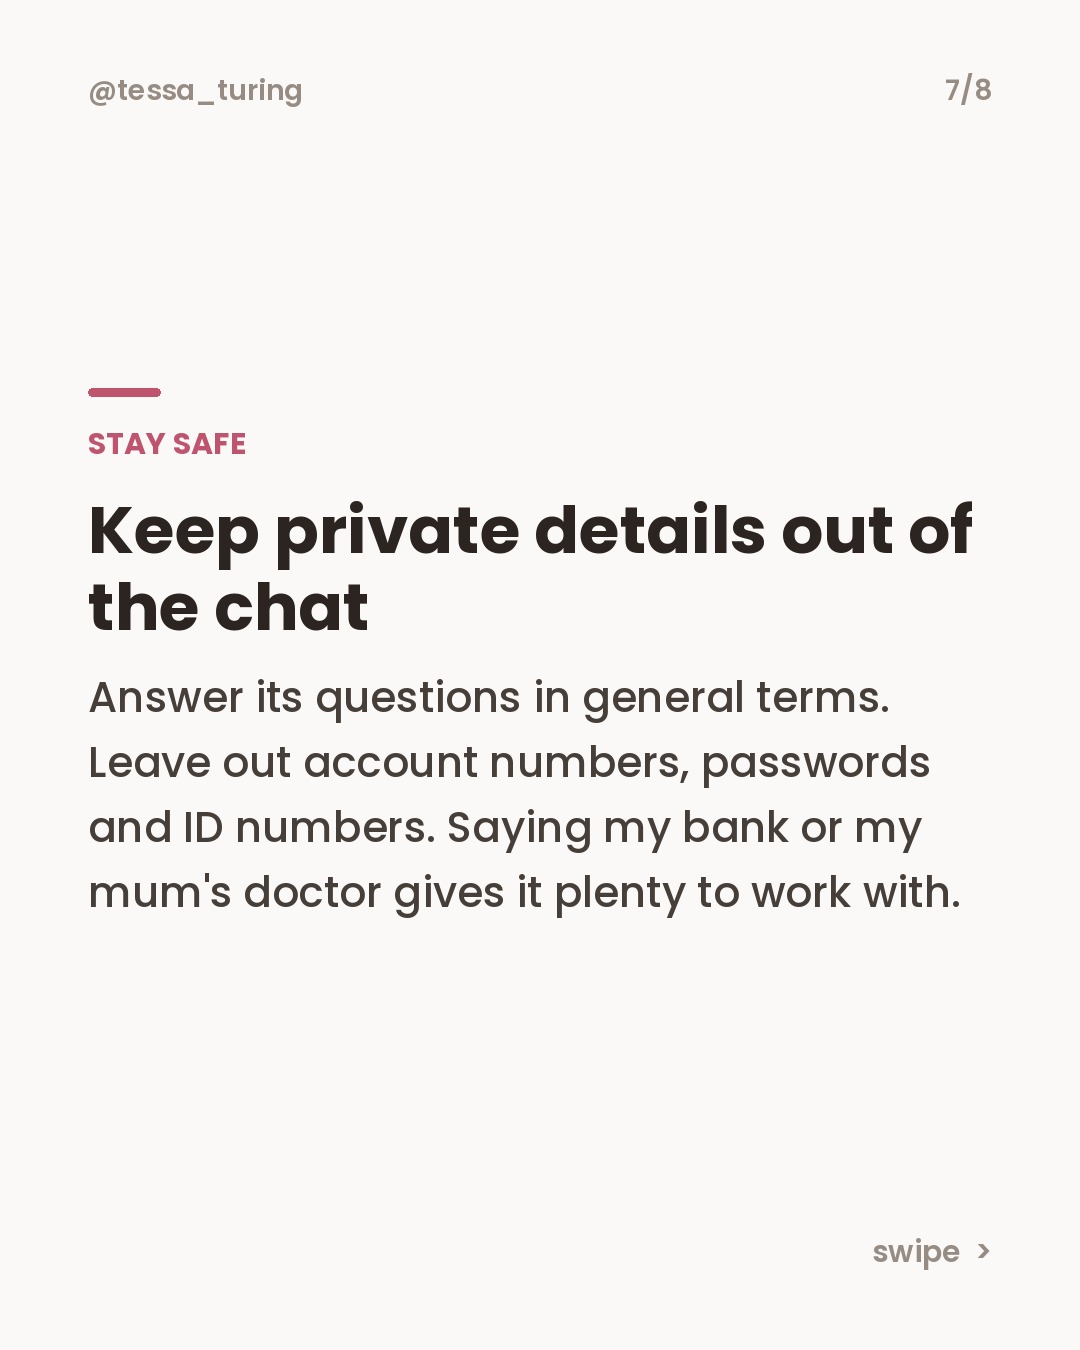 @tessa_turing
7/8
STAY SAFE
Keep private details out of
the chat
Answer its questions in general terms.
Leave out account numbers, passwords
and ID numbers. Saying my bank or my
mum's doctor gives it plenty to work with.
swipe >